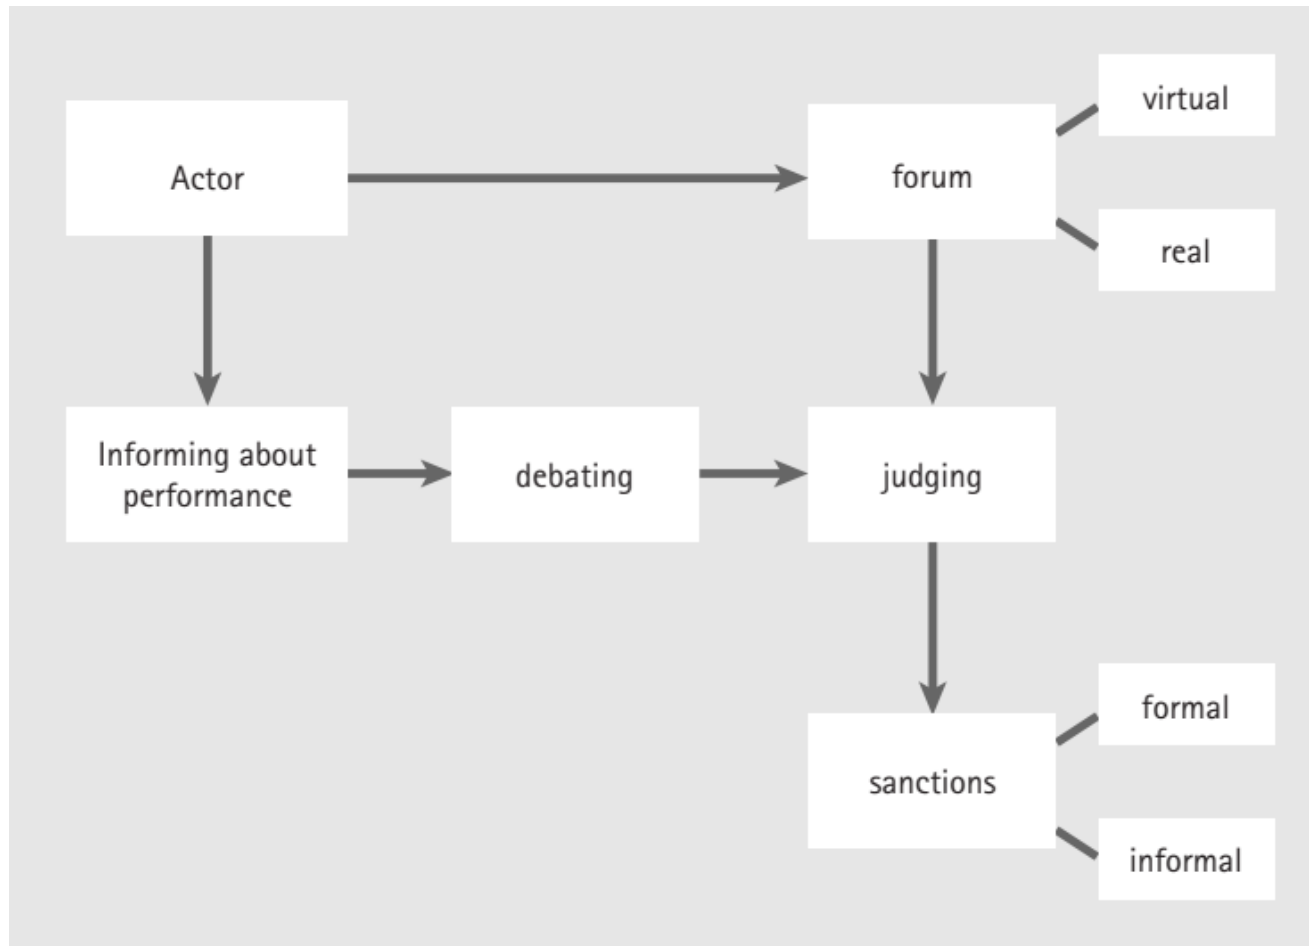 virtual
Actor
forum
real
Informing about
performance
debating
judging
formal
sanctions
informal